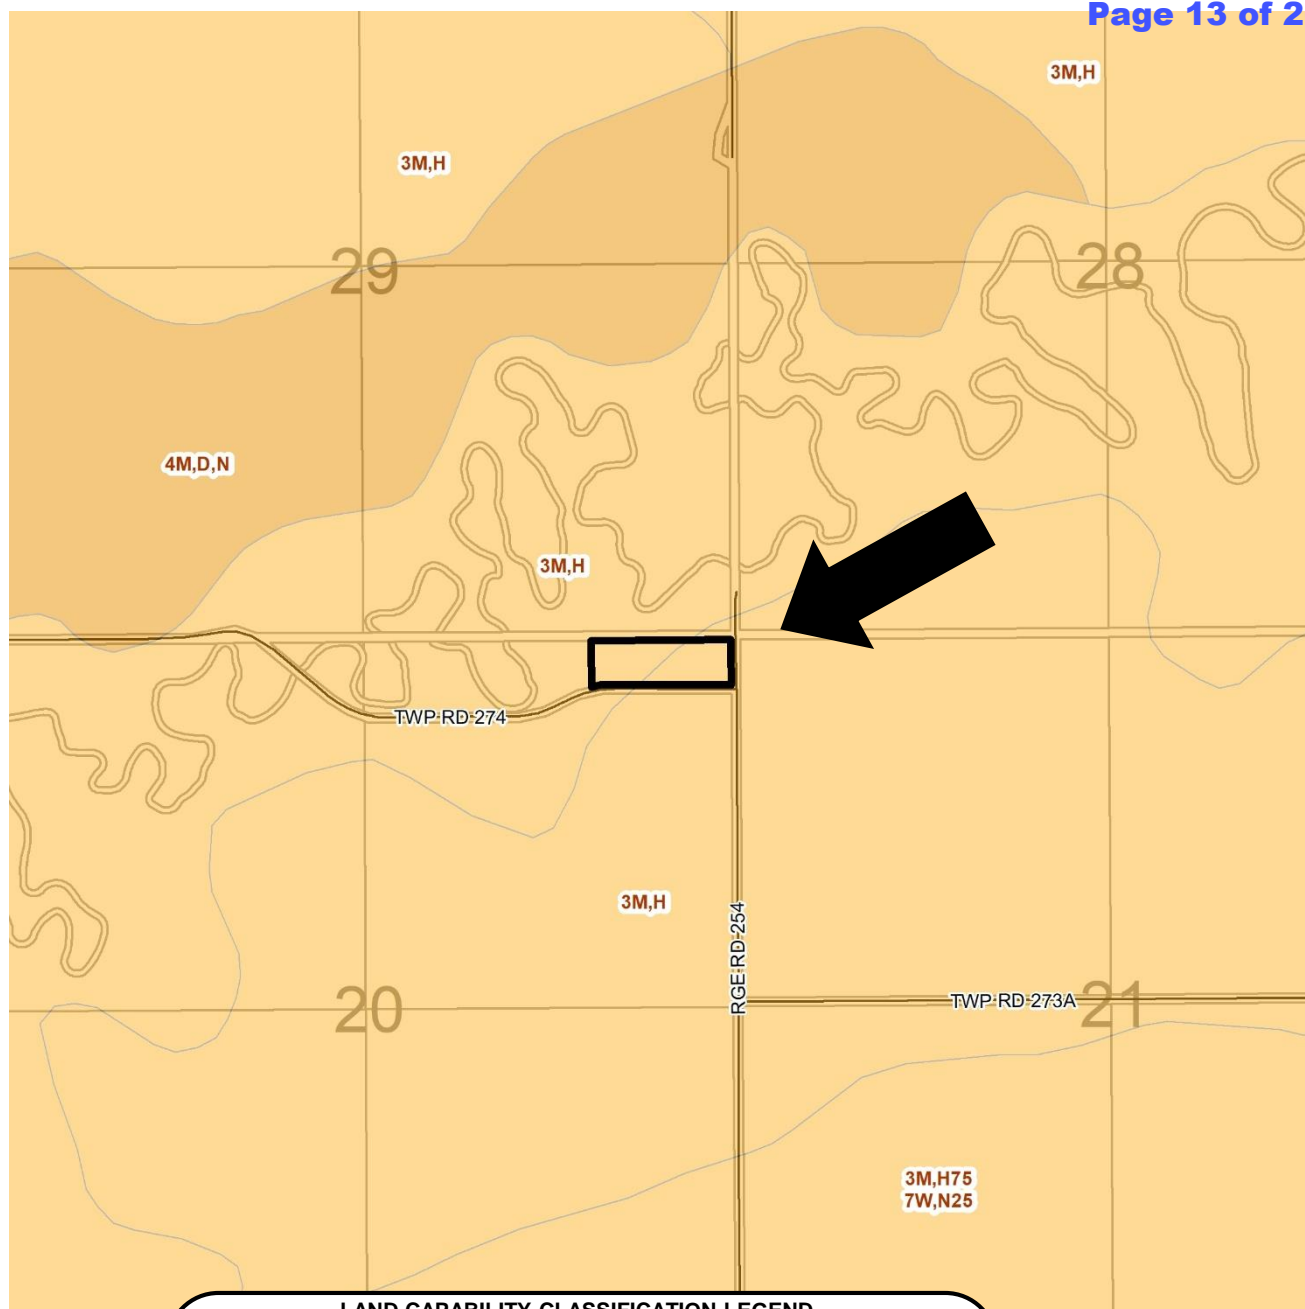 Page 13 of 2
3M,H
3M,H
29
28
4M,D,N
3M,H
TWP RD 274
3M,H
RGE RD 254
20
TWP RD 273A
21
3M,H75
7W,N25
LAND CAPABILITY CLASSIFICATION LEGEND